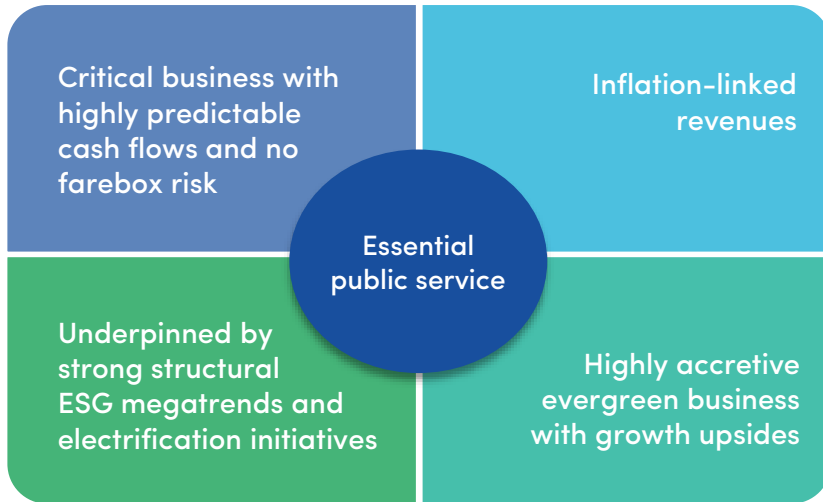 Critical business with
highly predictable
cash flows and no
farebox risk
Inflation-linked
revenues
Essential
public service
Underpinned by
strong structural
ESG megatrends and
electrification initiatives
Highly accretive
evergreen business
with growth upsides